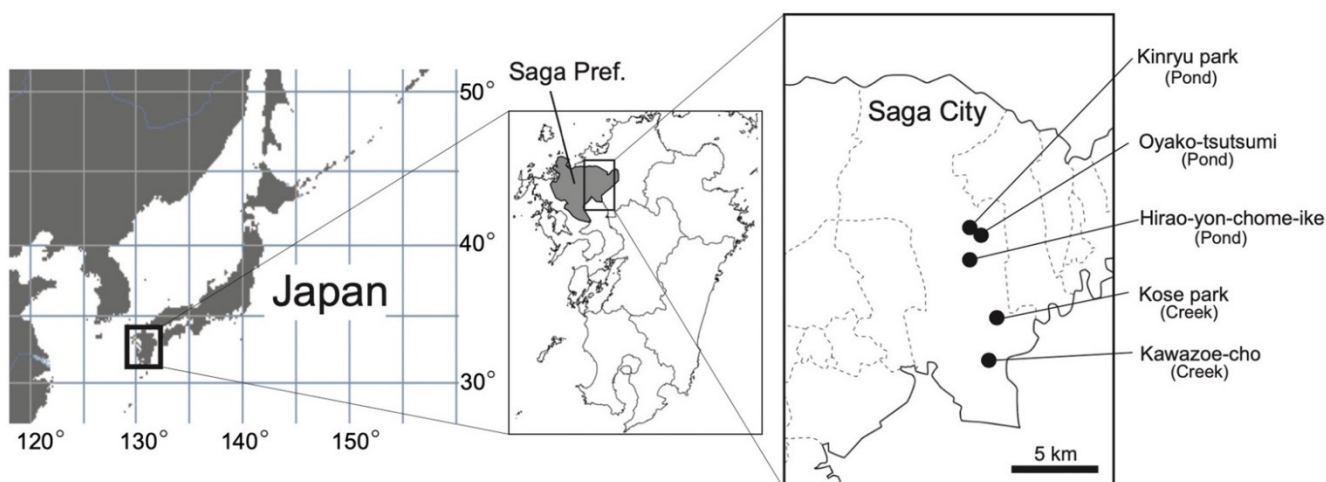 50°
40°
30°
120°
130°
140°
150°
Japan
Saga Pref.
Saga City
Kinryu park
(Pond)
Oyako-tsutsumi
(Pond)
Hirao-yon-chome-ike
(Pond)
Kose park
(Creek)
Kawazoe-cho
(Creek)
5 km